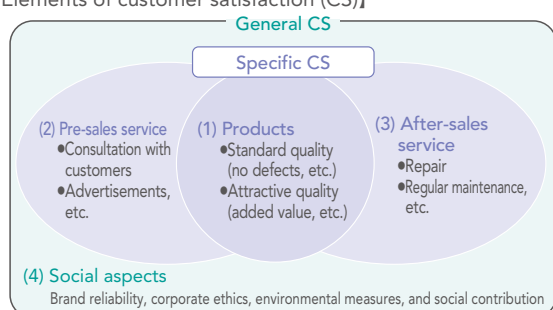 Elements of customer satisfaction (CS)】
General CS
Specific CS
(2) Pre-sales service
●Consultation with
customers
●Advertisements,
etc.
(1) Products
●Standard quality
(no defects, etc.)
●Attractive quality
(added value, etc.)
(3) After-sales
service
●Repair
●Regular maintenance,
etc.
(4) Social aspects
Brand reliability, corporate ethics, environmental measures, and social contribution